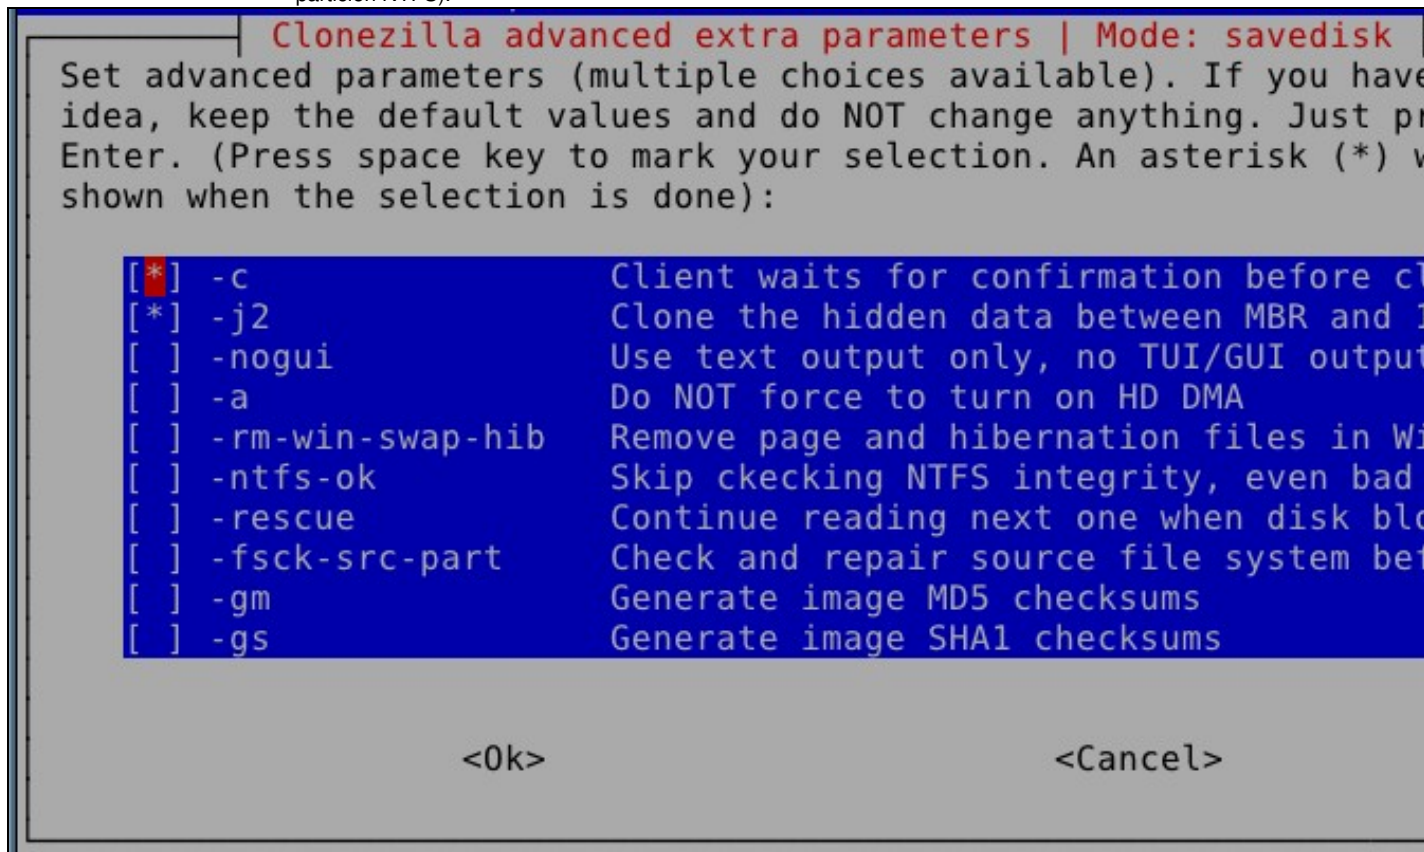 Clonezilla advanced extra parameters | Mode: savedisk
Set advanced parameters (multiple choices available). If you have
idea, keep the default values and do NOT change anything. Just
Enter. (Press space key to mark your selection. An asterisk (*)
shown when the selection is done):
[*] -c Client waits for confirmation before
[*] -j2 Clone the hidden data between MBR and
[ ] -nogui Use text output only, no TUI/GUI output
[ ] -a Do NOT force to turn on HD DMA
[ ] -rm-win-swap-hib Remove page and hibernation files in
[ ] -ntfs-ok Skip ckecking NTFS integrity, even bad
[ ] -rescue Continue reading next one when disk
[ ] -fsck-src-part Check and repair source file system
[ ] -gm Generate image MD5 checksums
[ ] -gs Generate image SHA1 checksums
<Ok> <Cancel>